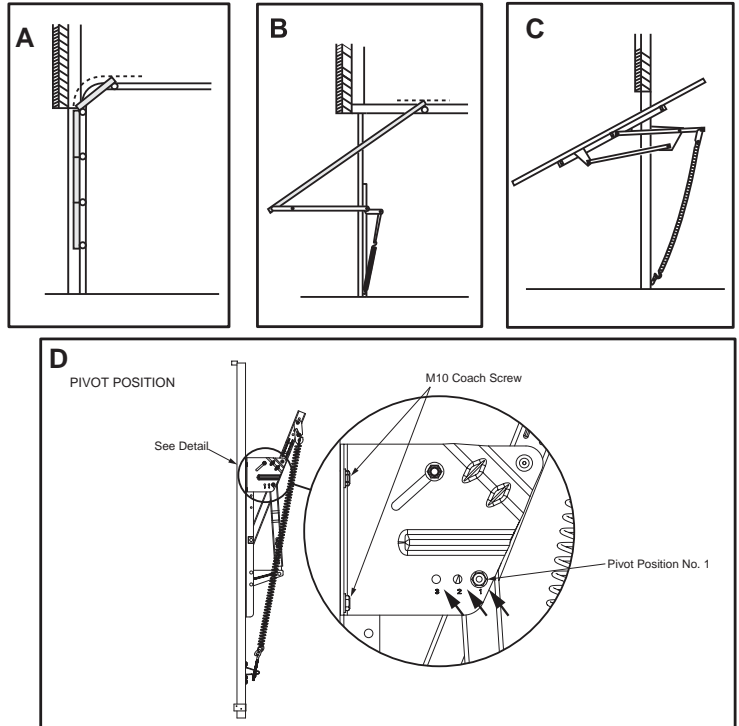 A
B
C
D
PIVOT POSITION
M10 Coach Screw
See Detail
Pivot Position No. 1
3 2 1